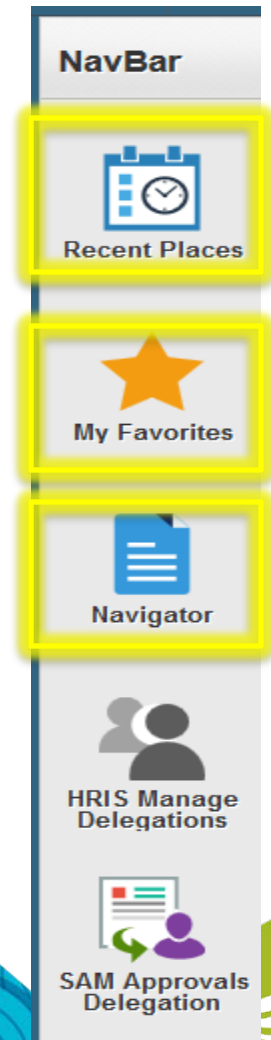 NavBar
Recent Places
My Favorites
Navigator
HRIS Manage
Delegations
SAM Approvals
Delegation